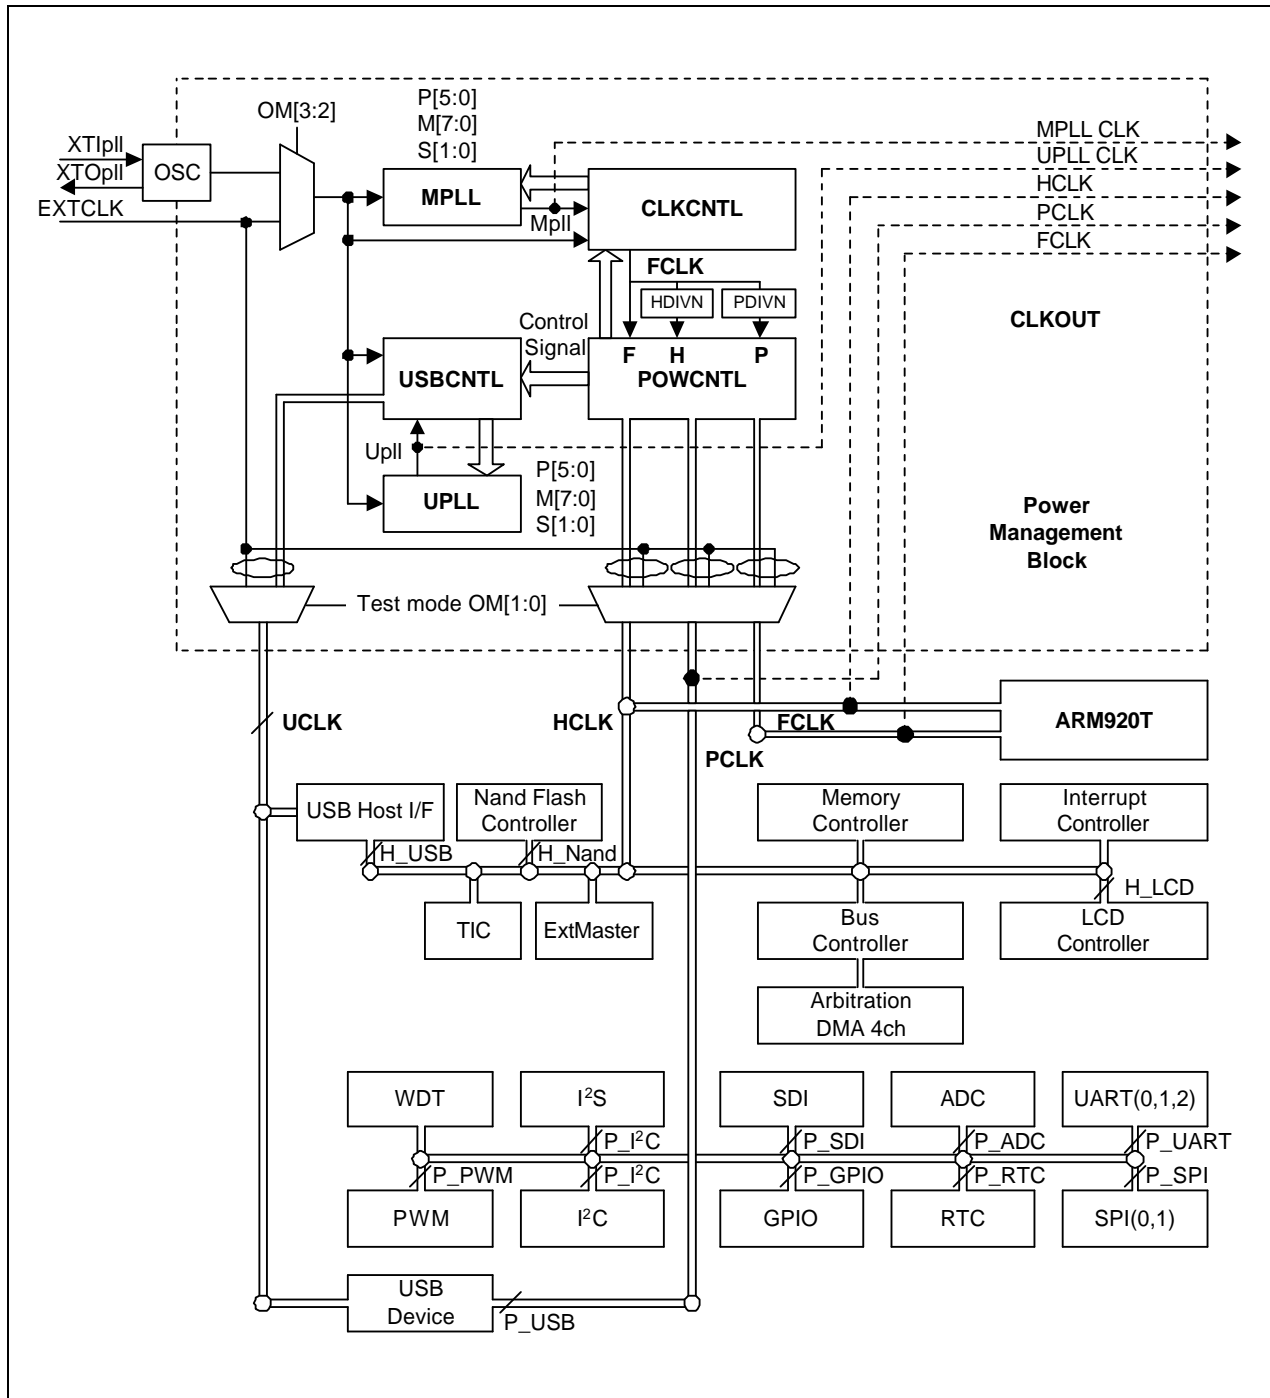 OM[3:2]
P[5:0]
M[7:0]
S[1:0]
MPLL CLK
UPLL CLK
HCLK
PCLK
FCLK
XTIpll
XTOpll
EXTCLK
OSC
MPLL
Mpll
CLKCNTL
FCLK
HDIVN
PDIVN
Control
Signal
F H P
POWCNTL
USBCNTL
CLKOUT
Upll
UPLL
P[5:0]
M[7:0]
S[1:0]
Power
Management
Block
Test mode OM[1:0]
UCLK
HCLK
FCLK
PCLK
ARM920T
USB Host I/F
Nand Flash
Controller
Memory
Controller
Interrupt
Controller
H_USB
H_Nand
H_LCD
TIC
ExtMaster
Bus
Controller
LCD
Controller
Arbitration
DMA 4ch
WDT
I²S
SDI
ADC
UART(0,1,2)
P_I²C
P_SDI
P_ADC
P_UART
P_PWM
P_I²C
P_GPIO
P_RTC
P_SPI
PWM
I²C
GPIO
RTC
SPI(0,1)
USB
Device
P_USB